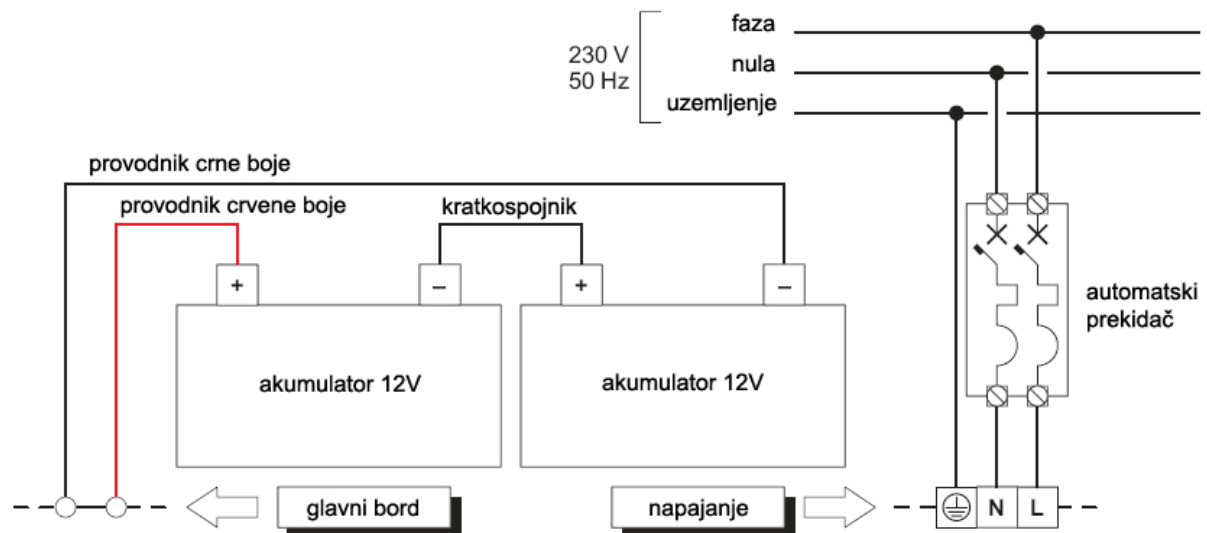 faza
230 V
50 Hz
nula
uzemljenje
provodnik crne boje
provodnik crvene boje
kratkospojnik
+
–
+
–
akumulator 12V
akumulator 12V
automatski
prekidač
glavni bord
napajanje
N
L